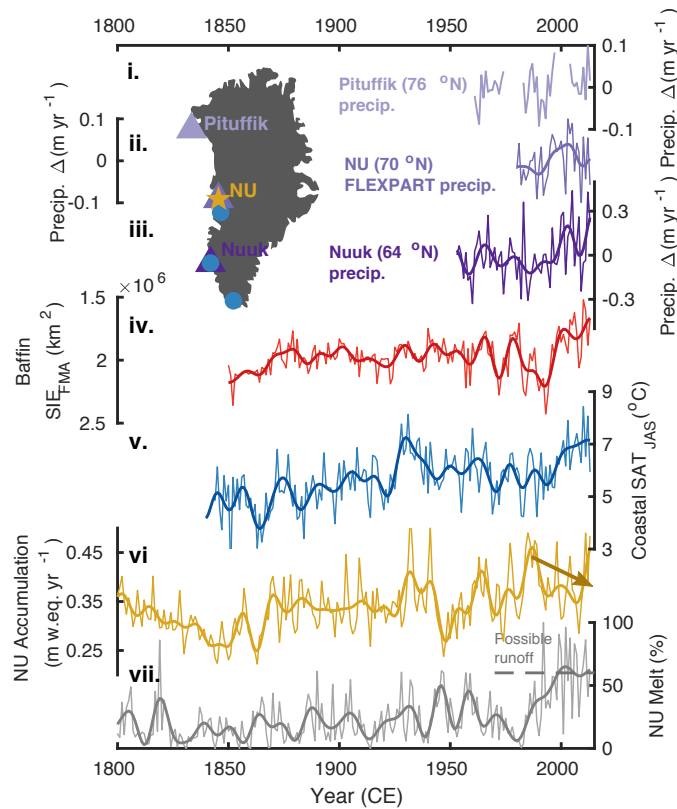 1800 1850 1900 1950 2000
i.
Pituffik (76 °N)
precip.
0.1
0
-0.1
Precip. Δ (m yr⁻¹)
Pituffik
0.1
0
-0.1
Precip. Δ (m yr⁻¹)
ii.
NU
NU (70 °N)
FLEXPART precip.
iii.
Nuuk
Nuuk (64 °N)
precip.
0.3
0
-0.3
Precip. Δ (m yr⁻¹)
×10⁶
1.5
2
2.5
Baffin
SIE_FMA (km²)
iv.
9
7
5
3
Coastal SAT_JAS (°C)
v.
0.45
0.35
0.25
NU Accumulation
(m w.eq. yr⁻¹)
vi
100
50
0
NU Melt (%)
Possible
runoff
vii.
1800 1850 1900 1950 2000
Year (CE)